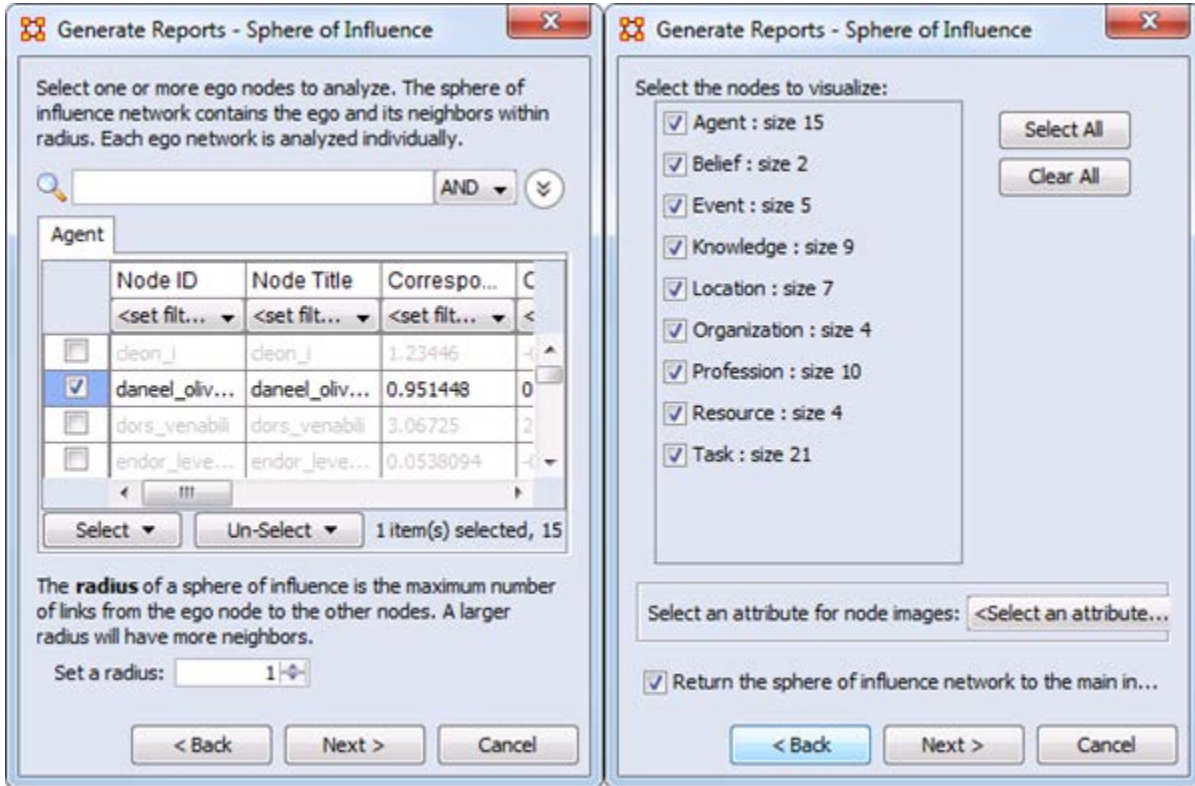 Generate Reports - Sphere of Influence
Select one or more ego nodes to analyze. The sphere of
influence network contains the ego and its neighbors within
radius. Each ego network is analyzed individually.
AND
Agent
Node ID Node Title Correspo... C
<set filt... <set filt... <set filt... <
cleon_i cleon_i 1.23446
daneel_oliv... daneel_oliv... 0.951448 0
dors_venabili dors_venabili 3.06725 2
endor_leve... endor_leve... 0.0538094
Select Un-Select 1 item(s) selected, 15
The radius of a sphere of influence is the maximum number
of links from the ego node to the other nodes. A larger
radius will have more neighbors.
Set a radius: 1
< Back Next > Cancel
Generate Reports - Sphere of Influence
Select the nodes to visualize:
Agent : size 15
Belief : size 2
Event : size 5
Knowledge : size 9
Location : size 7
Organization : size 4
Profession : size 10
Resource : size 4
Task : size 21
Select All
Clear All
Select an attribute for node images: <Select an attribute...
Return the sphere of influence network to the main in...
< Back Next > Cancel